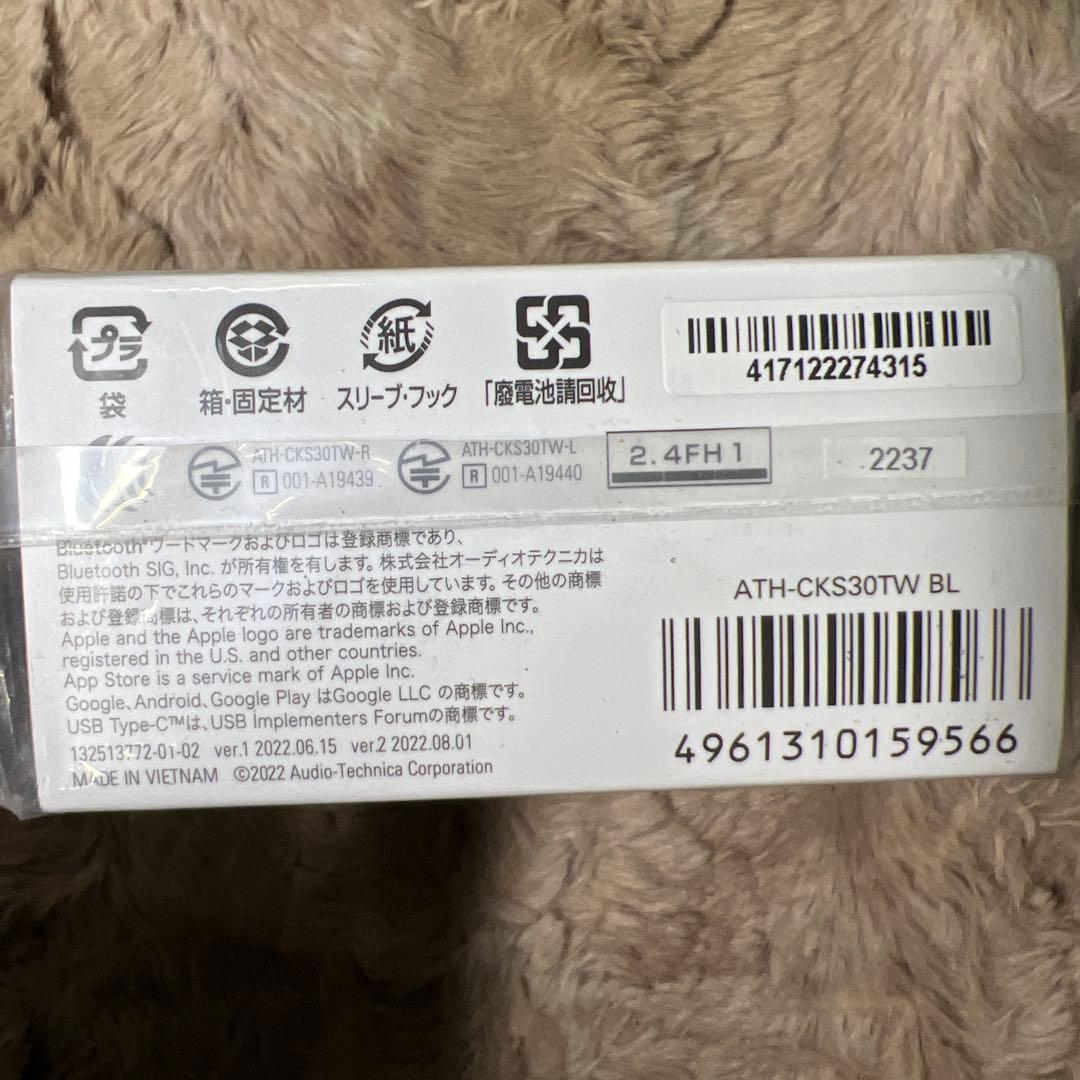 プラ
袋
箱・固定材
紙
スリーブ・フック
「廢電池請回收」
417122274315
ATH-CKS30TW-R
R 001-A19439
ATH-CKS30TW-L
R 001-A19440
2.4FH1
2237
Bluetooth®ワードマークおよびロゴは登録商標であり、
Bluetooth SIG, Inc. が所有権を有します。株式会社オーディオテクニカは
使用許諾の下でこれらのマークおよびロゴを使用しています。その他の商標
および登録商標は、それぞれの所有者の商標および登録商標です。
Apple and the Apple logo are trademarks of Apple Inc.,
registered in the U.S. and other countries.
App Store is a service mark of Apple Inc.
Google、Android、Google Play はGoogle LLC の商標です。
USB Type-C™は、USB Implementers Forumの商標です。
132513772-01-02 ver.1 2022.06.15 ver.2 2022.08.01
MADE IN VIETNAM ©2022 Audio-Technica Corporation
ATH-CKS30TW BL
4961310159566